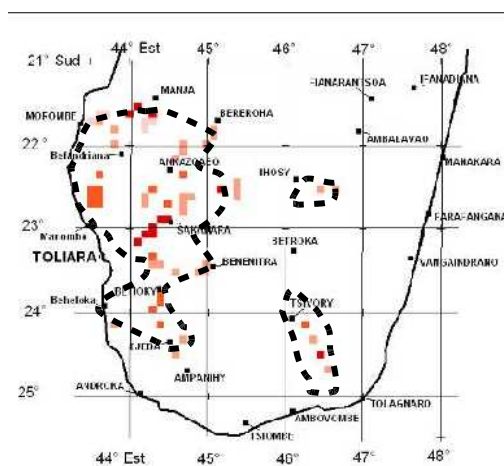 44° Est 45° 46° 47° 48°
21° Sud
MANJA
FIANARANTSOA
IFANADIANA
MOROMBE
BEREROHA
22°
AMBALAVAO
Befandriana
ANKAZOABO
IHOSY
MANAKARA
23°
SAKARAHA
FARAFANGANA
BETROKA
TOLIARA
BENENITRA
VANGAINDRANO
BETIOKY
TSIVORY
Beheloka
24°
EJEDA
AMPANIHY
ANDROKA
25°
AMBOVOMBE
TOLAGNARO
TSIOMBE
44° Est 45° 46° 47° 48°